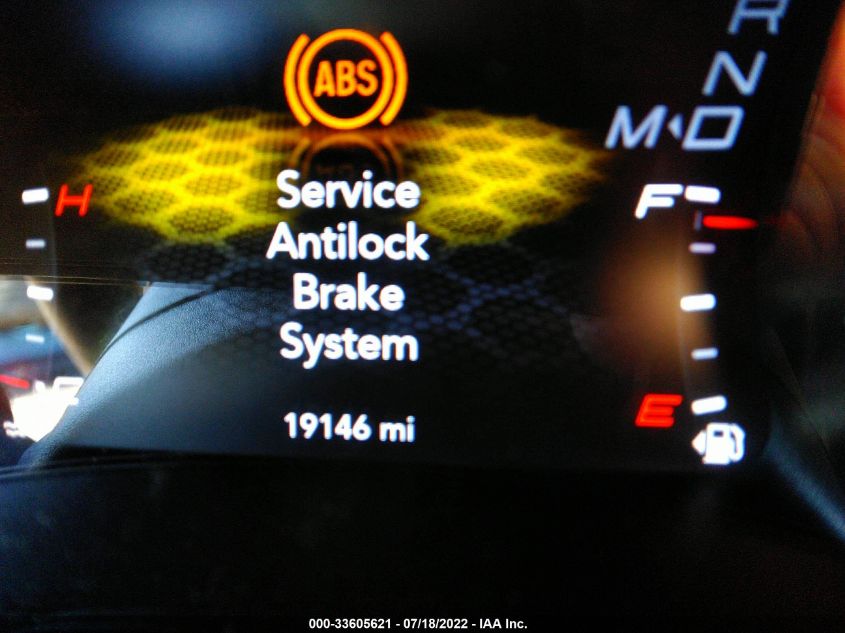 R
N
M D
ABS
H
F
Service
Antilock
Brake
System
E
19146 mi
000-33605621 - 07/18/2022 - IAA Inc.